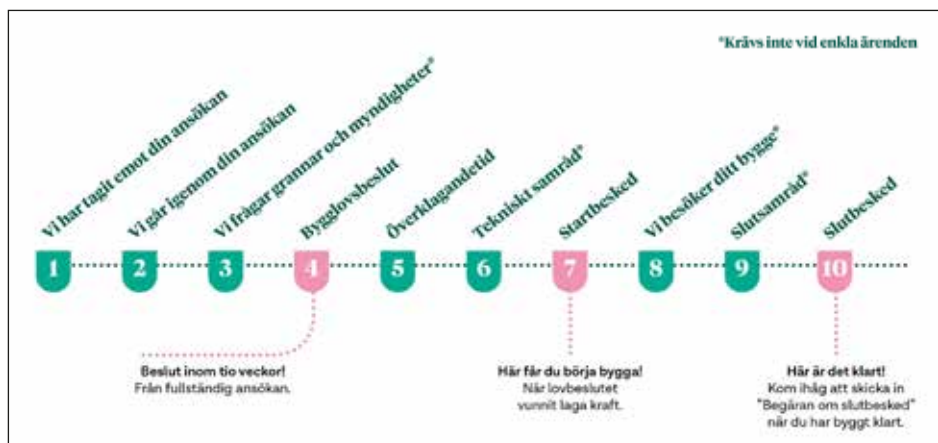 *Krävs inte vid enkla ärenden
Vi har tagit emot din ansökan
Vi går igenom din ansökan
Vi frågar grannar och myndigheter*
Bygglovsbeslut
Överklagandetid
Tekniskt samråd*
Startbesked
Vi besöker ditt bygge*
Slutsamråd*
Slutbesked
1
2
3
4
5
6
7
8
9
10
Beslut inom tio veckor!
Från fullständig ansökan.
Här får du börja bygga!
När lovbeslutet
vunnit laga kraft.
Här är det klart!
Kom ihåg att skicka in
"Begäran om slutbesked"
når du har byggt klart.